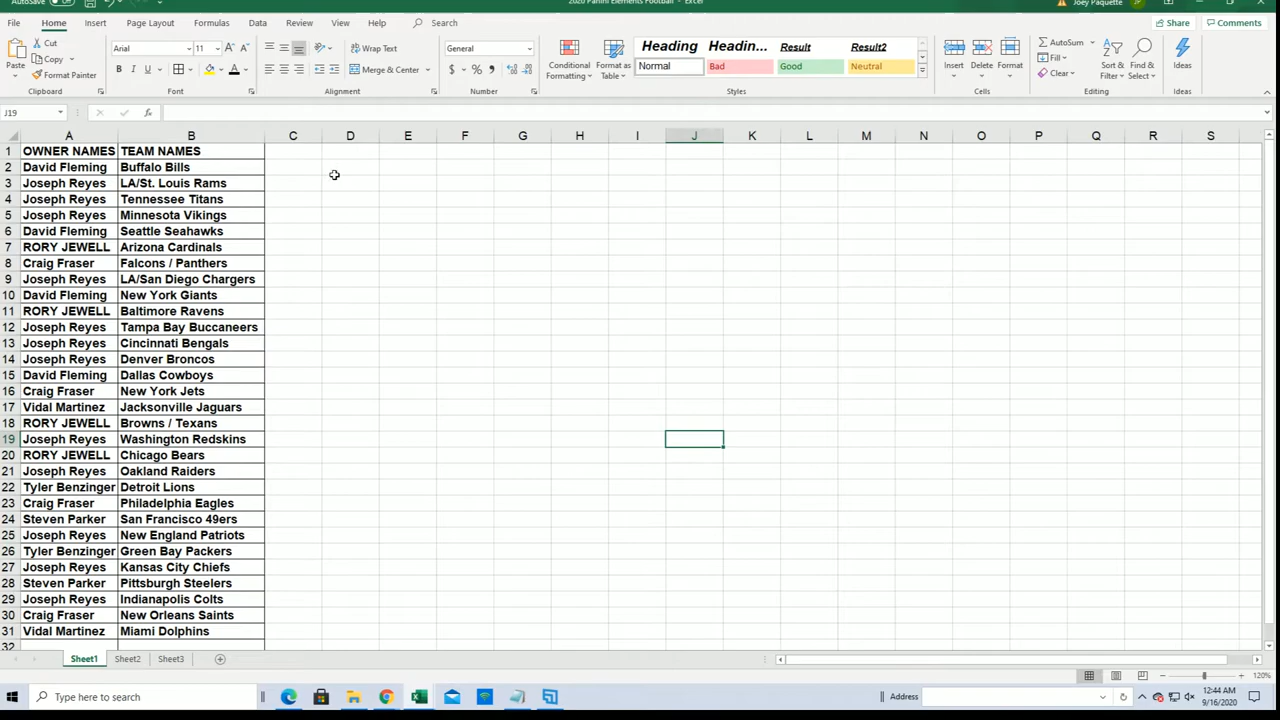 AutoSave
2020 Panini Elements Football - Excel
Joey Paquette
JP
File Home Insert Page Layout Formulas Data Review View Help Search
Share Comments
Paste
Cut
Copy
Format Painter
Clipboard
Arial 11
Font
Wrap Text
Merge & Center
Alignment
General
Number
Conditional Formatting
Format as Table
Heading Headin... Result Result2
Normal Bad Good Neutral
Styles
Insert Delete Format
Cells
AutoSum
Fill
Clear
Sort & Filter
Find & Select
Editing
Ideas
Ideas
J19
A B C D E F G H I J K L M N O P Q R S
1 OWNER NAMES TEAM NAMES
2 David Fleming Buffalo Bills
3 Joseph Reyes LA/St. Louis Rams
4 Joseph Reyes Tennessee Titans
5 Joseph Reyes Minnesota Vikings
6 David Fleming Seattle Seahawks
7 RORY JEWELL Arizona Cardinals
8 Craig Fraser Falcons / Panthers
9 Joseph Reyes LA/San Diego Chargers
10 David Fleming New York Giants
11 RORY JEWELL Baltimore Ravens
12 Joseph Reyes Tampa Bay Buccaneers
13 Joseph Reyes Cincinnati Bengals
14 Joseph Reyes Denver Broncos
15 David Fleming Dallas Cowboys
16 Craig Fraser New York Jets
17 Vidal Martinez Jacksonville Jaguars
18 RORY JEWELL Browns / Texans
19 Joseph Reyes Washington Redskins
20 RORY JEWELL Chicago Bears
21 Joseph Reyes Oakland Raiders
22 Tyler Benzinger Detroit Lions
23 Craig Fraser Philadelphia Eagles
24 Steven Parker San Francisco 49ers
25 Joseph Reyes New England Patriots
26 Tyler Benzinger Green Bay Packers
27 Joseph Reyes Kansas City Chiefs
28 Steven Parker Pittsburgh Steelers
29 Joseph Reyes Indianapolis Colts
30 Craig Fraser New Orleans Saints
31 Vidal Martinez Miami Dolphins
32
Sheet1 Sheet2 Sheet3
120%
Type here to search
Address
12:44 AM
9/16/2020